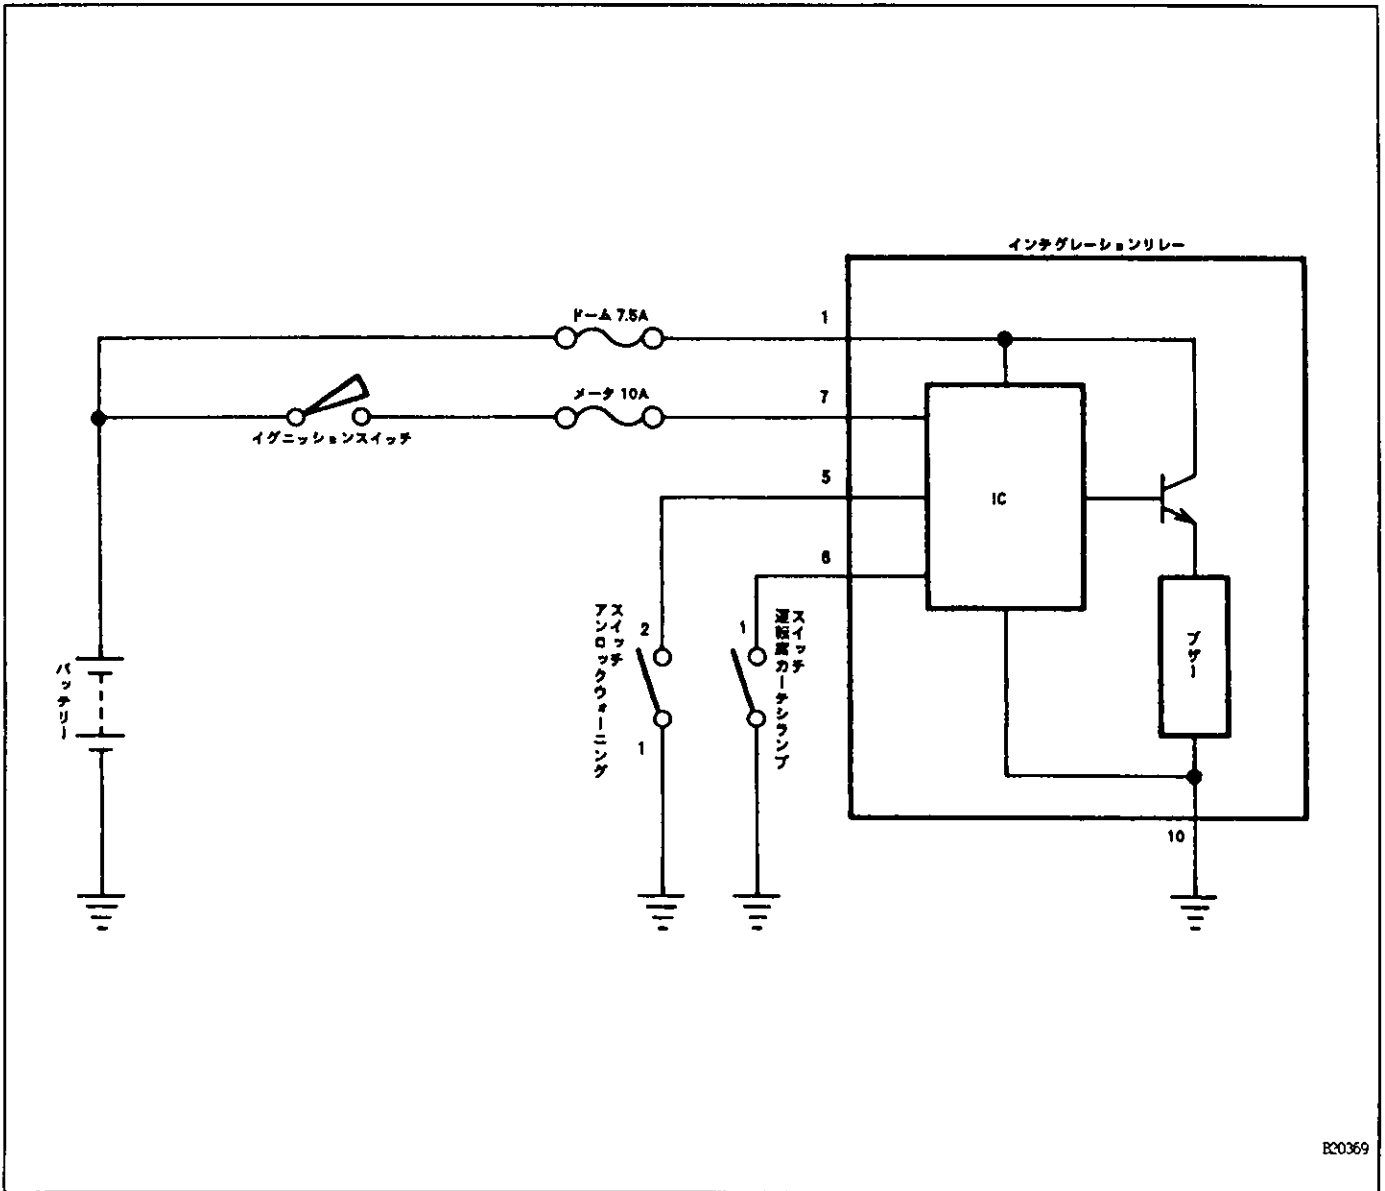 インテグレーションリレー
ドーム 7.5A
1
メータ 10A
7
イグニッションスイッチ
5
IC
6
バッテリー
アンロックウォーニング
スイッチ
2
1
運転席カーテシランプ
スイッチ
1
ブザー
10
B20369